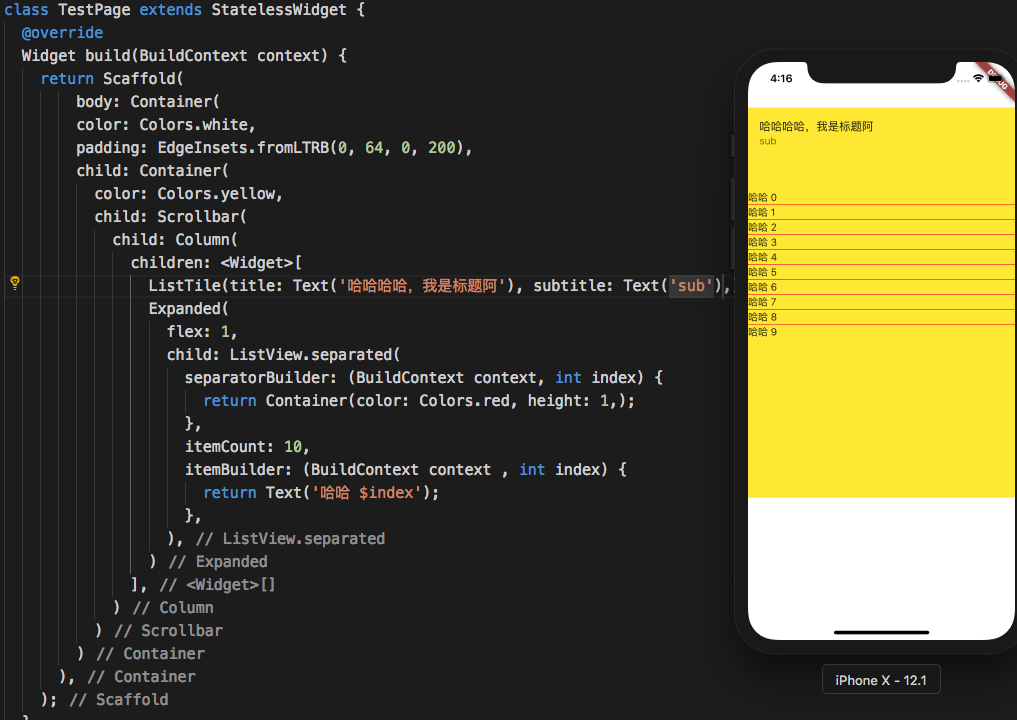 class TestPage extends StatelessWidget {
@override
Widget build(BuildContext context) {
return Scaffold(
body: Container(
color: Colors.white,
padding: EdgeInsets.fromLTRB(0, 64, 0, 200),
child: Container(
color: Colors.yellow,
child: Scrollbar(
child: Column(
children: <Widget>[
ListTile(title: Text('哈哈哈哈，我是标题阿'), subtitle: Text('sub'),
Expanded(
flex: 1,
child: ListView.separated(
separatorBuilder: (BuildContext context, int index) {
return Container(color: Colors.red, height: 1,);
},
itemCount: 10,
itemBuilder: (BuildContext context , int index) {
return Text('哈哈 $index');
},
), // ListView.separated
) // Expanded
], // <Widget>[]
) // Column
) // Scrollbar
) // Container
), // Container
); // Scaffold
4:16
哈哈哈哈，我是标题阿
sub
哈哈 0
哈哈 1
哈哈 2
哈哈 3
哈哈 4
哈哈 5
哈哈 6
哈哈 7
哈哈 8
哈哈 9
iPhone X - 12.1